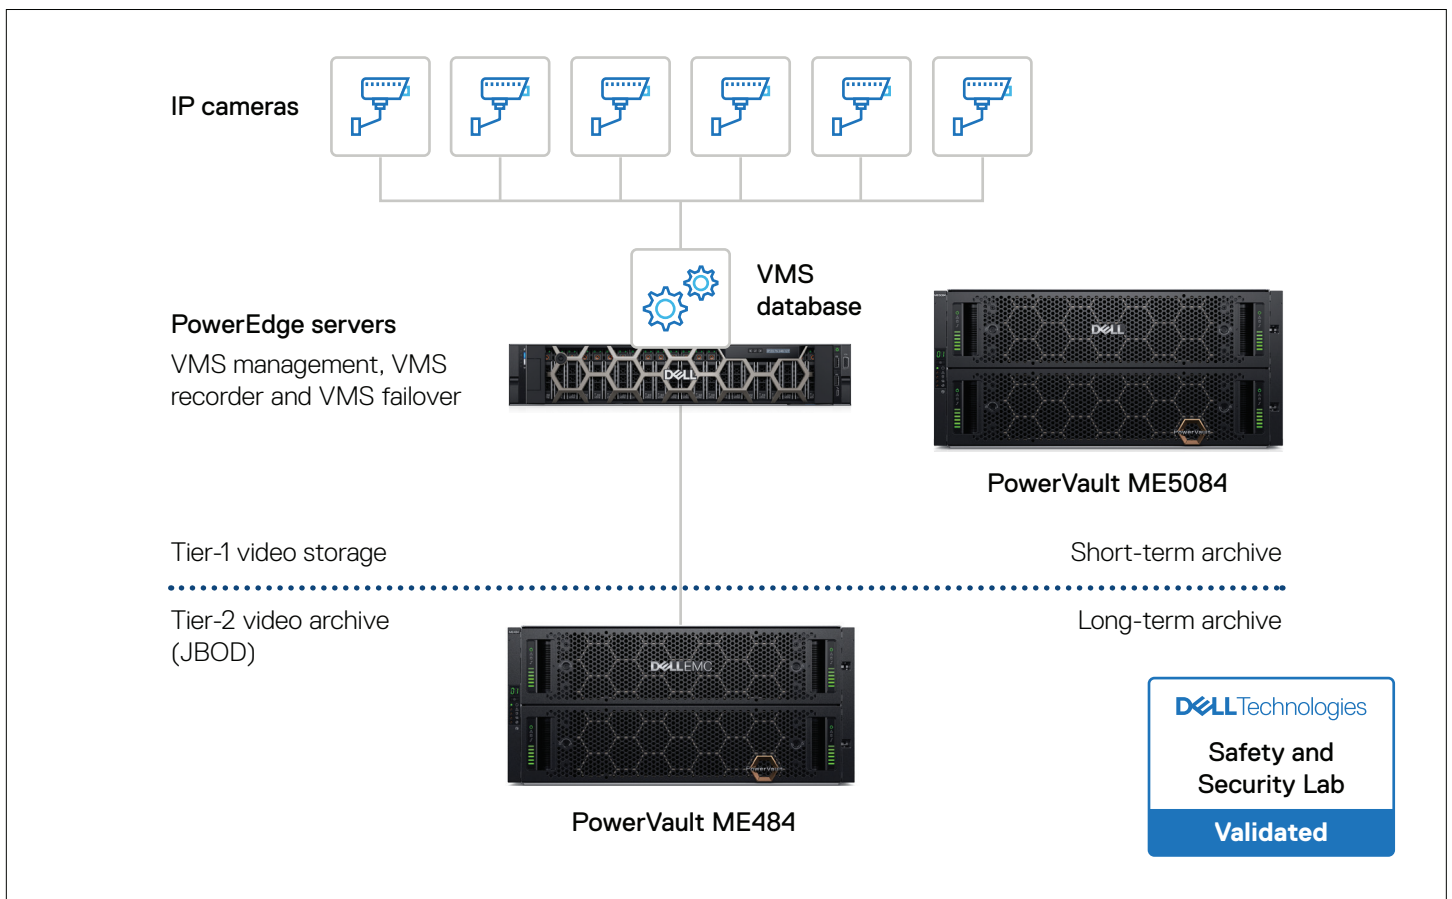 IP cameras
VMS
database
PowerEdge servers
VMS management, VMS
recorder and VMS failover
DELL
DELL
PowerVault
PowerVault ME5084
Tier-1 video storage
Short-term archive
Tier-2 video archive
(JBOD)
Long-term archive
DELLEMC
PowerVault
PowerVault ME484
DELLTechnologies
Safety and
Security Lab
Validated